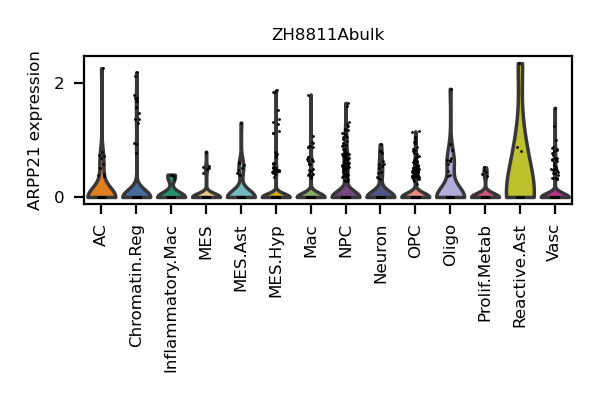 ZH8811Abulk
ARPP21 expression
2
0
AC
Chromatin.Reg
Inflammatory.Mac
MES
MES.Ast
MES.Hyp
Mac
NPC
Neuron
OPC
Oligo
Prolif.Metab
Reactive.Ast
Vasc